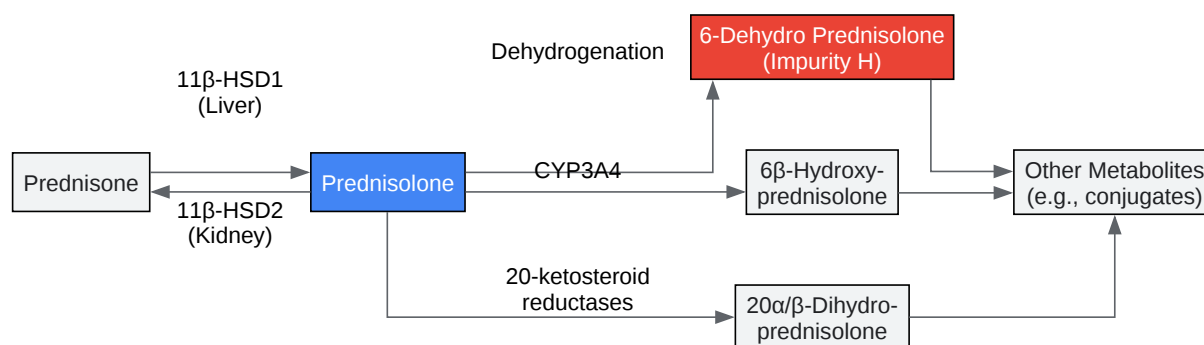 Dehydrogenation
6-Dehydro Prednisolone
(Impurity H)
11β-HSD1
(Liver)
Prednisone
Prednisolone
CYP3A4
6β-Hydroxy-
prednisolone
Other Metabolites
(e.g., conjugates)
11β-HSD2
(Kidney)
20-ketosteroid
reductases
20α/β-Dihydro-
prednisolone